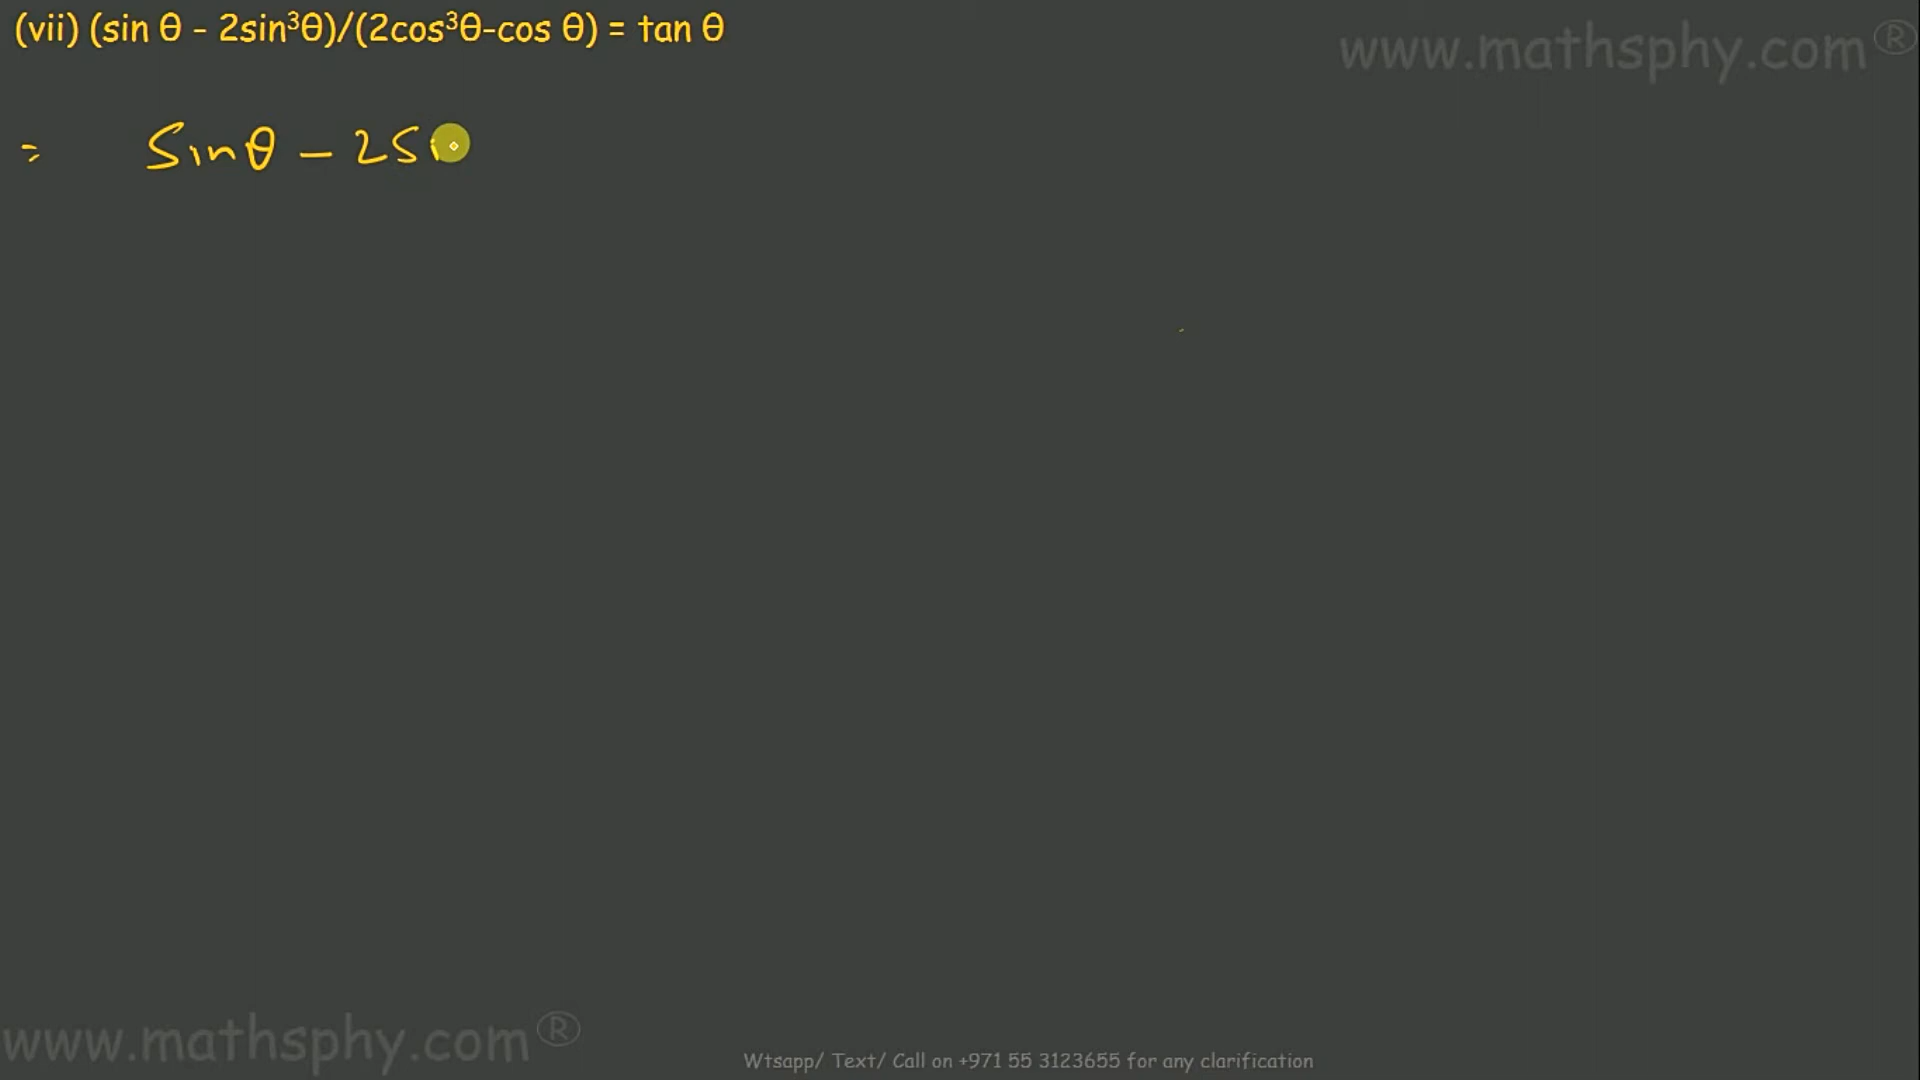 (vii) (sin θ - 2sin³θ)/(2cos³θ-cos θ) = tan θ
www.mathsphy.com®
= Sinθ - 2Si
www.mathsphy.com®
Wtsapp/ Text/ Call on +971 55 3123655 for any clarification